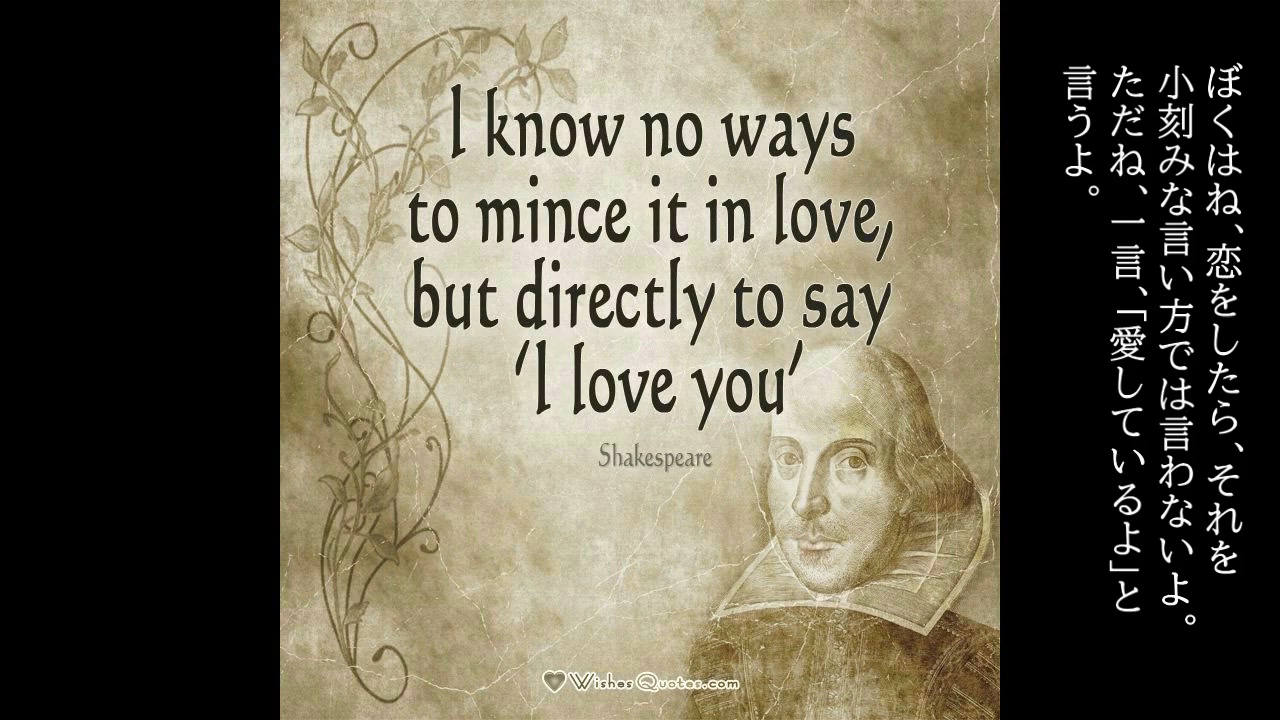 I know no ways
to mince it in love,
but directly to say
‘I love you’
Shakespeare
WishesQuotes.com
ぼくはね、恋をしたら、それを
小刻みな言い方では言わないよ。
ただね、一言、「愛しているよ」と
言うよ。